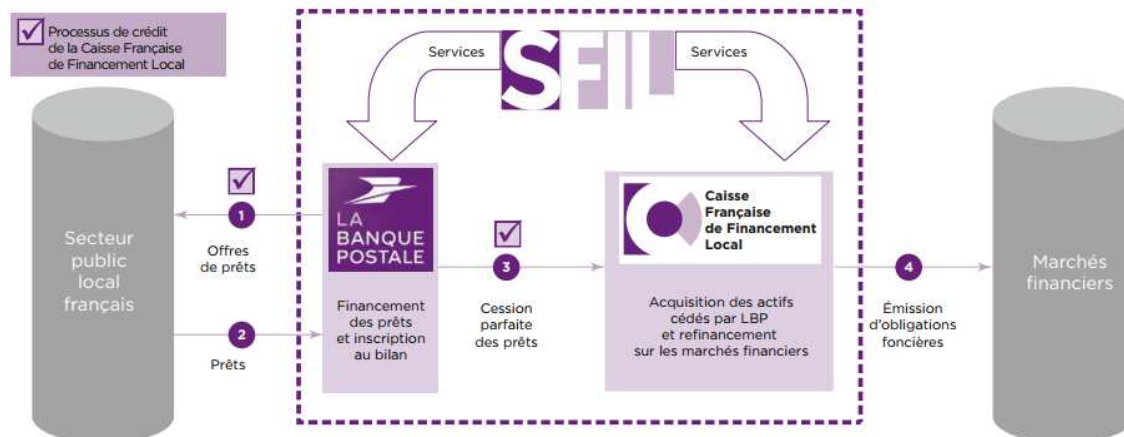 Processus de crédit
de la Caisse Française
de Financement Local
Services
SFIL
Services
Secteur
public
local
français
1
Offres
de prêts
2
Prêts
LA
BANQUE
POSTALE
Financement
des prêts
et inscription
au bilan
3
Cession
parfaite
des prêts
Caisse
Française
de Financement
Local
Acquisition des actifs
cédés par LBP
et refinancement
sur les marchés financiers
4
Émission
d'obligations
foncières
Marchés
financiers